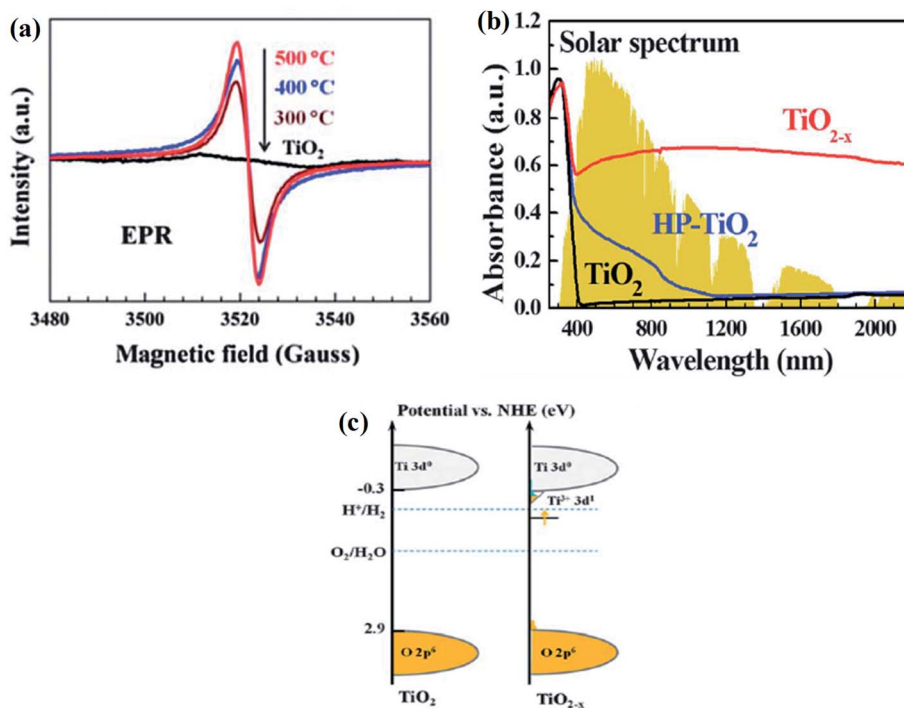 (a)
500 °C
400 °C
300 °C
TiO2
EPR
Intensity (a.u.)
3480 3500 3520 3540 3560
Magnetic field (Gauss)
(b)
Solar spectrum
TiO2-x
HP-TiO2
TiO2
Absorbance (a.u.)
1.2
1.0
0.8
0.6
0.4
0.2
0.0
400 800 1200 1600 2000
Wavelength (nm)
(c)
Potential vs. NHE (eV)
Ti 3d⁰ Ti 3d⁰
-0.3
Ti³⁺ 3d¹
H⁺/H2
O2/H2O
2.9
O 2p⁶ O 2p⁶
TiO2 TiO2-x